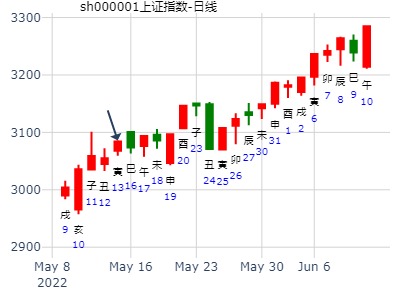 sh000001上证指数-日线
3300
3200
3100
3000
2900
戌
9
亥
10
子
11
丑
12
寅
13
巳
16
午
17
未
18
申
19
酉
20
子
23
丑
24
寅
25
卯
26
辰
27
未
30
申
31
酉
1
戌
2
寅
6
卯
7
辰
8
巳
9
午
10
May 8
2022
May 16
May 23
May 30
Jun 6